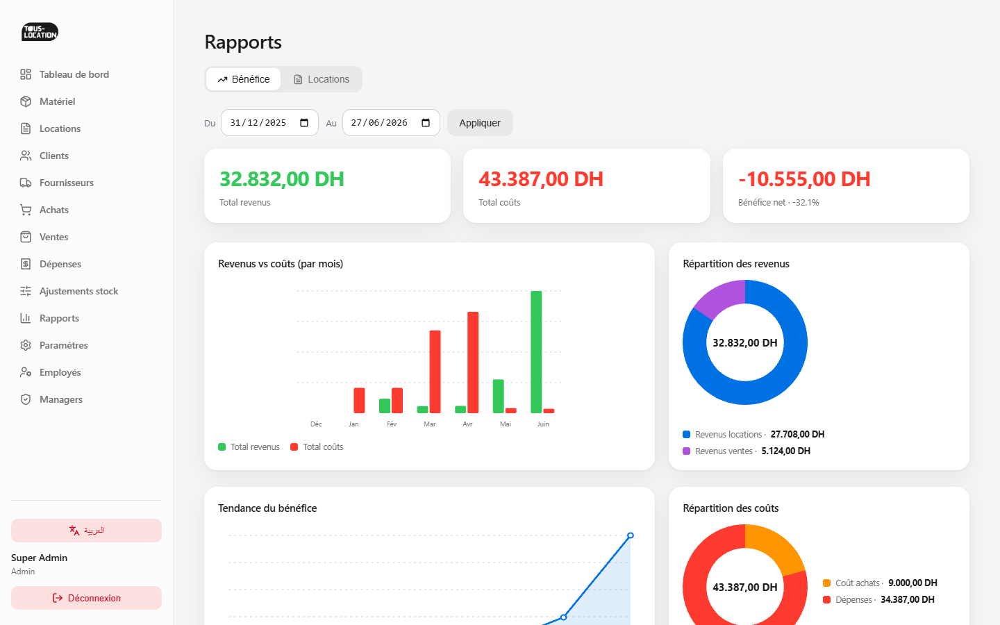 TOUS-
LOCATION
Tableau de bord
Matériel
Locations
Clients
Fournisseurs
Achats
Ventes
Dépenses
Ajustements stock
Rapports
Paramètres
Employés
Managers
العربية
Super Admin
Admin
Déconnexion
Rapports
Bénéfice
Locations
Du 31/12/2025 Au 27/06/2026 Appliquer
32.832,00 DH
Total revenus
43.387,00 DH
Total coûts
-10.555,00 DH
Bénéfice net · -32.1%
Revenus vs coûts (par mois)
Déc Jan Fév Mar Avr Mai Juin
Total revenus Total coûts
Répartition des revenus
32.832,00 DH
Revenus locations · 27.708,00 DH
Revenus ventes · 5.124,00 DH
Tendance du bénéfice
Répartition des coûts
43.387,00 DH
Coût achats · 9.000,00 DH
Dépenses · 34.387,00 DH